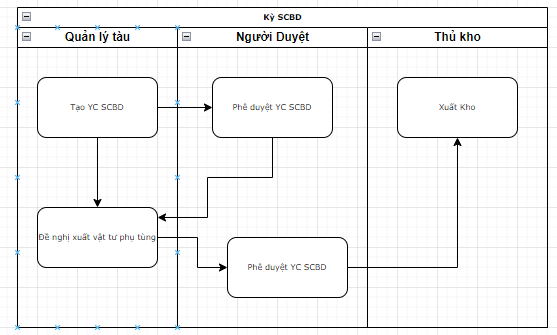 Kỳ SCBD
Quản lý tàu
Người Duyệt
Thủ kho
Tạo YC SCBD
Phê duyệt YC SCBD
Xuất Kho
Đề nghị xuất vật tư phụ tùng
Phê duyệt YC SCBD